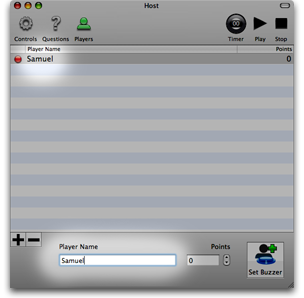 Host
00
Controls Questions Players Timer Play Stop
Player Name Points
Samuel 0
Player Name Points
Samuel 0
Set Buzzer